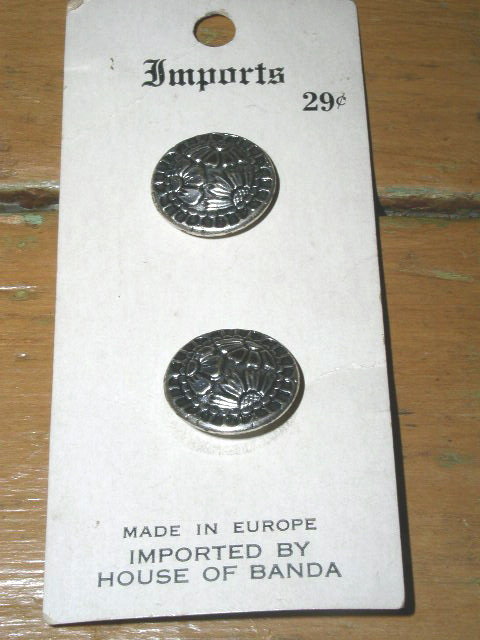 Imports
29¢
MADE IN EUROPE
IMPORTED BY
HOUSE OF BANDA